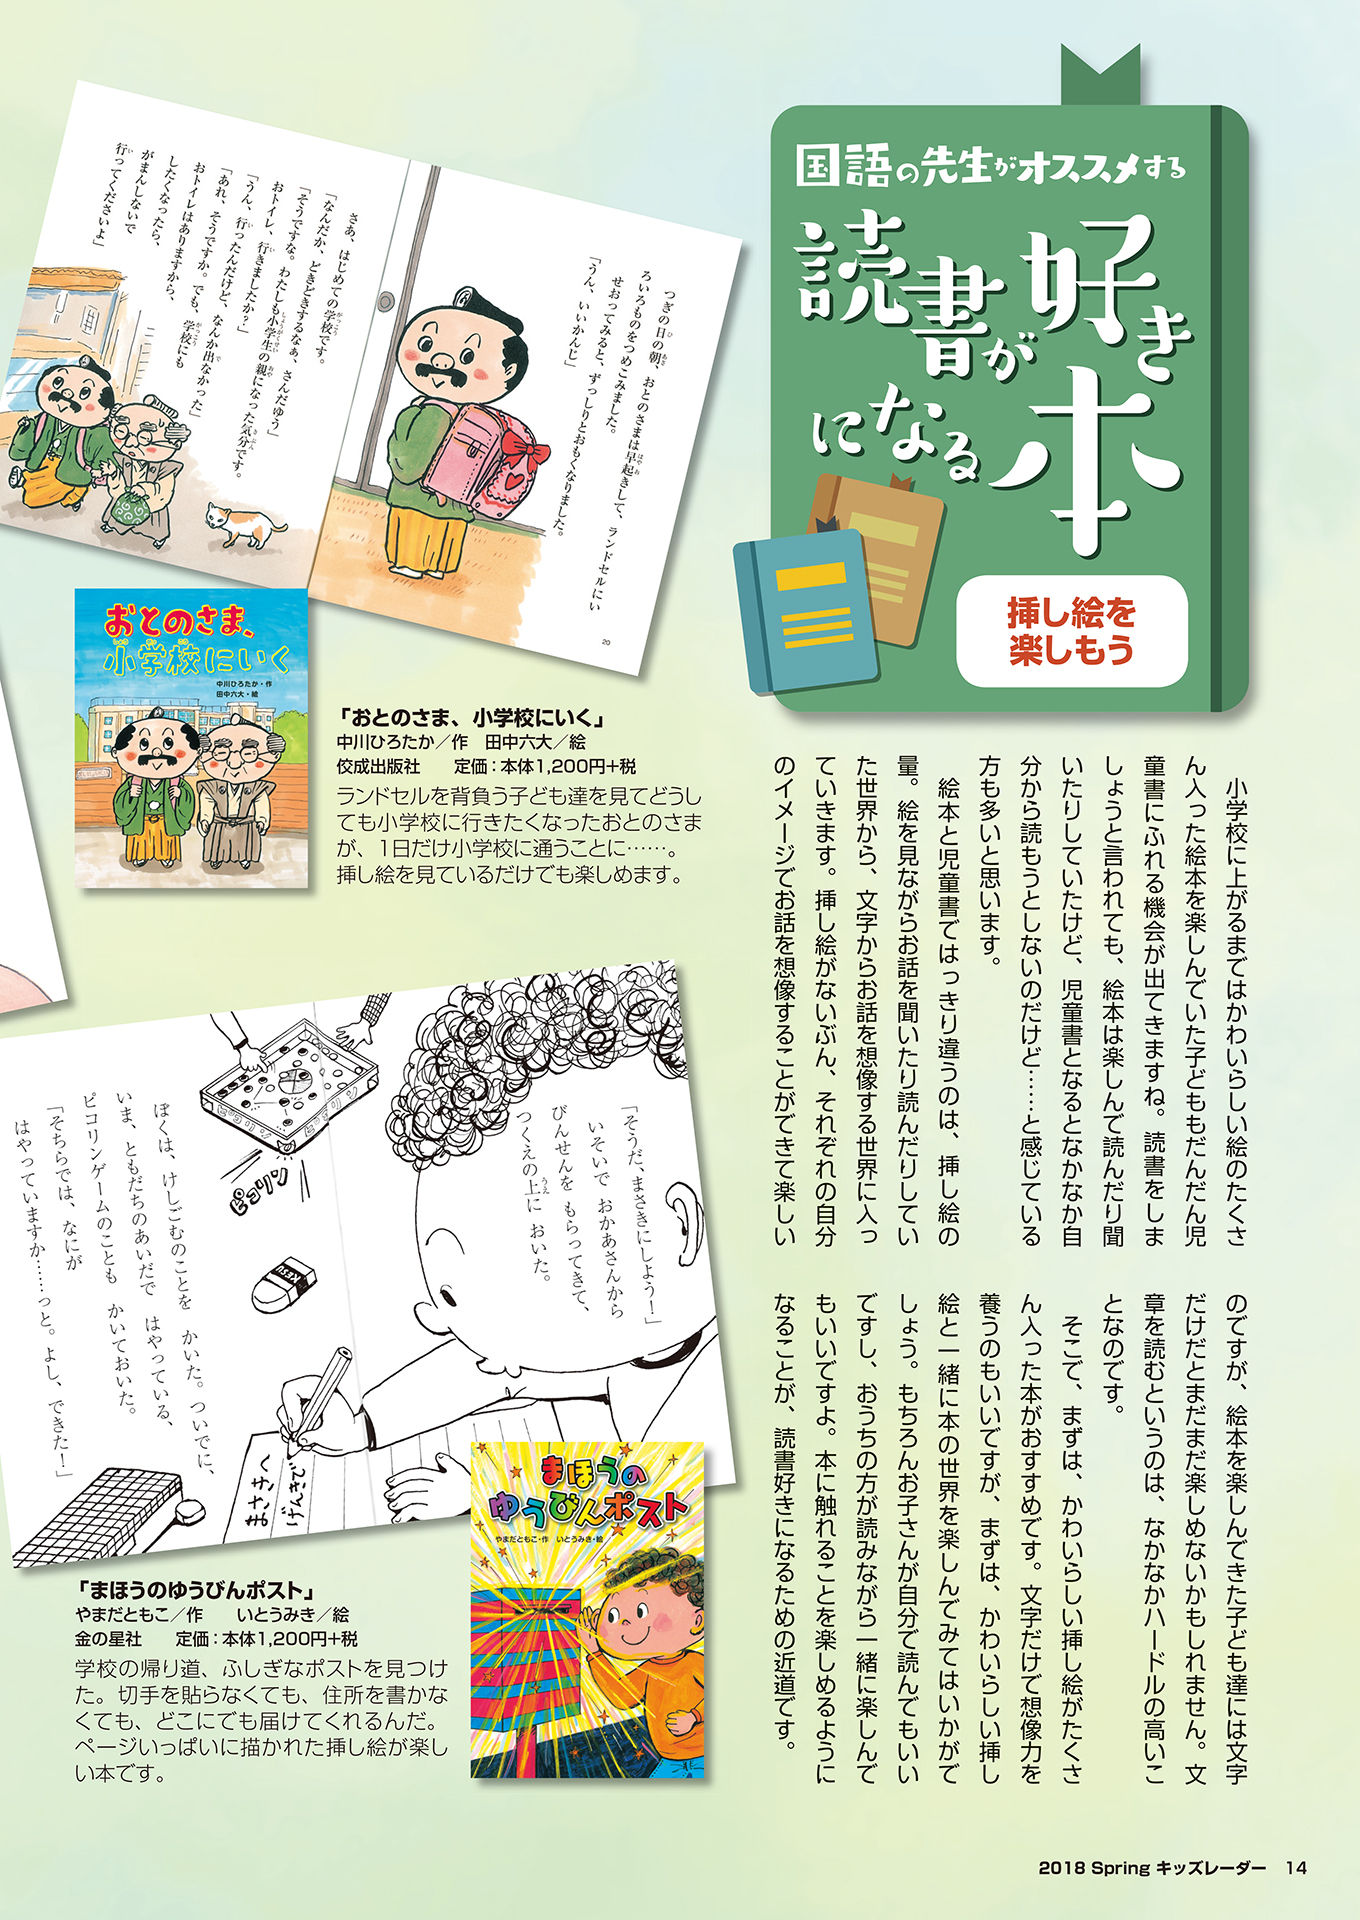 国語の先生がオススメする
読書が
好き
になる
本
挿し絵を
楽しもう
小学校に上がるまではかわいらしい絵のたくさ
ん入った絵本を楽しんでいた子どももだんだん児
童書にふれる機会が出てきますね。読書をしま
しょうと言われても、絵本は楽しんで読んだり聞
いたりしていたけど、児童書となるとなかなか自
分から読もうとしないのだけど……と感じている
方も多いと思います。
絵本と児童書ではっきり違うのは、挿し絵の
量。絵を見ながらお話を聞いたり読んだりしてい
た世界から、文字からお話を想像する世界に入っ
ていきます。挿し絵がないぶん、それぞれの自分
のイメージでお話を想像することができて楽しい
のですが、絵本を楽しんできた子ども達には文字
だけだとまだまだ楽しめないかもしれません。文
章を読むというのは、なかなかハードルの高いこ
となのです。
そこで、まずは、かわいらしい挿し絵がたくさ
ん入った本がおすすめです。文字だけで想像力を
養うのもいいですが、まずは、かわいらしい挿し
絵と一緒に本の世界を楽しんでみてはいかがで
しょう。もちろんお子さんが自分で読んでもいい
ですし、おうちの方が読みながら一緒に楽しんで
もいいですよ。本に触れることを楽しめるように
なることが、読書好きになるための近道です。
つぎの日の朝、おとのさまは早起きして、ランドセルにい
ろいろものをつめこみました。
せおってみると、ずっしりとおもくなりました。
「うん、いいかんじ」
20
さあ、はじめての学校です。
「なんだか、どきどきするなぁ、さんだゆう」
「そうですな。わたしも小学生の親になった気分です。
おトイレ、行きましたか?」
「うん、行ったんだけど、なんか出なかった」
「あれ、そうですか。でも、学校にも
おトイレはありますから、
したくなったら、
がまんしないで
行ってくださいよ」
おとのさま、
小学校にいく
中川ひろたか・作
田中六大・絵
「おとのさま、小学校にいく」
中川ひろたか／作　田中六大／絵
佼成出版社　定価：本体1,200円+税
ランドセルを背負う子ども達を見てどうし
ても小学校に行きたくなったおとのさま
が、1日だけ小学校に通うことに……。
挿し絵を見ているだけでも楽しめます。
「そうだ、まさきにしよう！」
いそいで おかあさんから
びんせんを もらってきて、
つくえの上に おいた。
ピコリン
ぼくは、けしごむのことを かいた。ついでに、
いま、ともだちのあいだで はやっている、
ピコリンゲームのことも かいておいた。
「そちらでは、なにが
はやっていますか……っと。よし、できた！」
まさきへ
げんきで
まほうの
ゆうびんポスト
やまだともこ・作　いとうみき・絵
「まほうのゆうびんポスト」
やまだともこ／作　いとうみき／絵
金の星社　定価：本体1,200円+税
学校の帰り道、ふしぎなポストを見つけ
た。切手を貼らなくても、住所を書かな
くても、どこにでも届けてくれるんだ。
ページいっぱいに描かれた挿し絵が楽し
い本です。
2018 Spring キッズレーダー　14